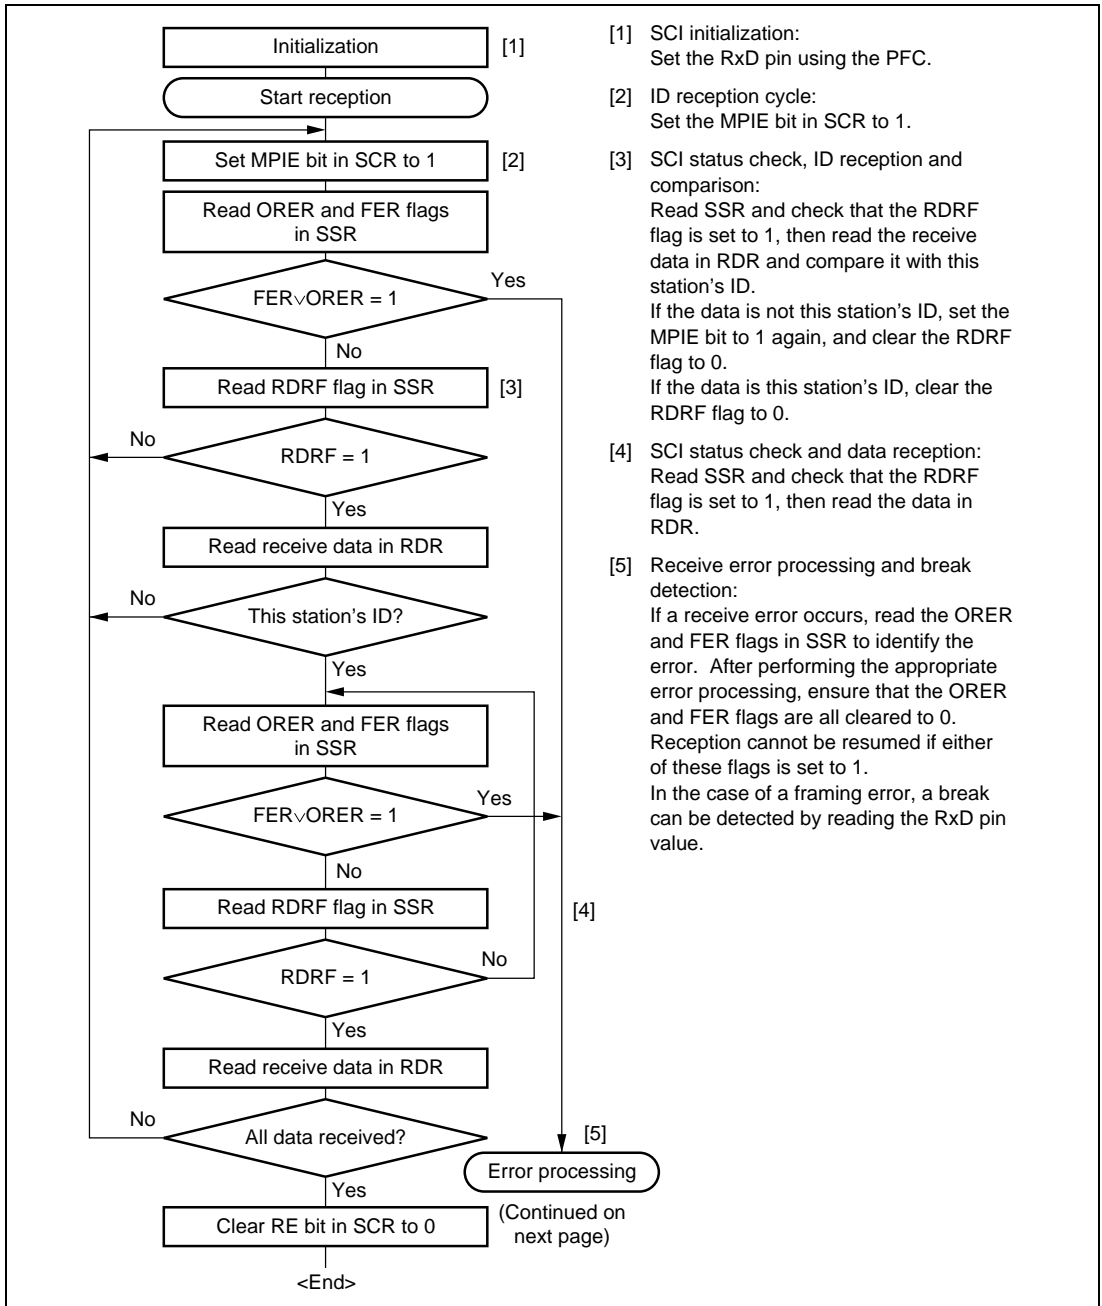 Initialization
[1]
Start reception
Set MPIE bit in SCR to 1
[2]
Read ORER and FER flags
in SSR
FER∨ORER = 1
Yes
No
Read RDRF flag in SSR
[3]
No
RDRF = 1
Yes
Read receive data in RDR
No
This station's ID?
Yes
Read ORER and FER flags
in SSR
FER∨ORER = 1
Yes
No
Read RDRF flag in SSR
[4]
No
RDRF = 1
Yes
Read receive data in RDR
No
All data received?
[5]
Error processing
Yes
(Continued on
next page)
Clear RE bit in SCR to 0
<End>
[1] SCI initialization:
Set the RxD pin using the PFC.
[2] ID reception cycle:
Set the MPIE bit in SCR to 1.
[3] SCI status check, ID reception and
comparison:
Read SSR and check that the RDRF
flag is set to 1, then read the receive
data in RDR and compare it with this
station's ID.
If the data is not this station's ID, set the
MPIE bit to 1 again, and clear the RDRF
flag to 0.
If the data is this station's ID, clear the
RDRF flag to 0.
[4] SCI status check and data reception:
Read SSR and check that the RDRF
flag is set to 1, then read the data in
RDR.
[5] Receive error processing and break
detection:
If a receive error occurs, read the ORER
and FER flags in SSR to identify the
error.  After performing the appropriate
error processing, ensure that the ORER
and FER flags are all cleared to 0.
Reception cannot be resumed if either
of these flags is set to 1.
In the case of a framing error, a break
can be detected by reading the RxD pin
value.